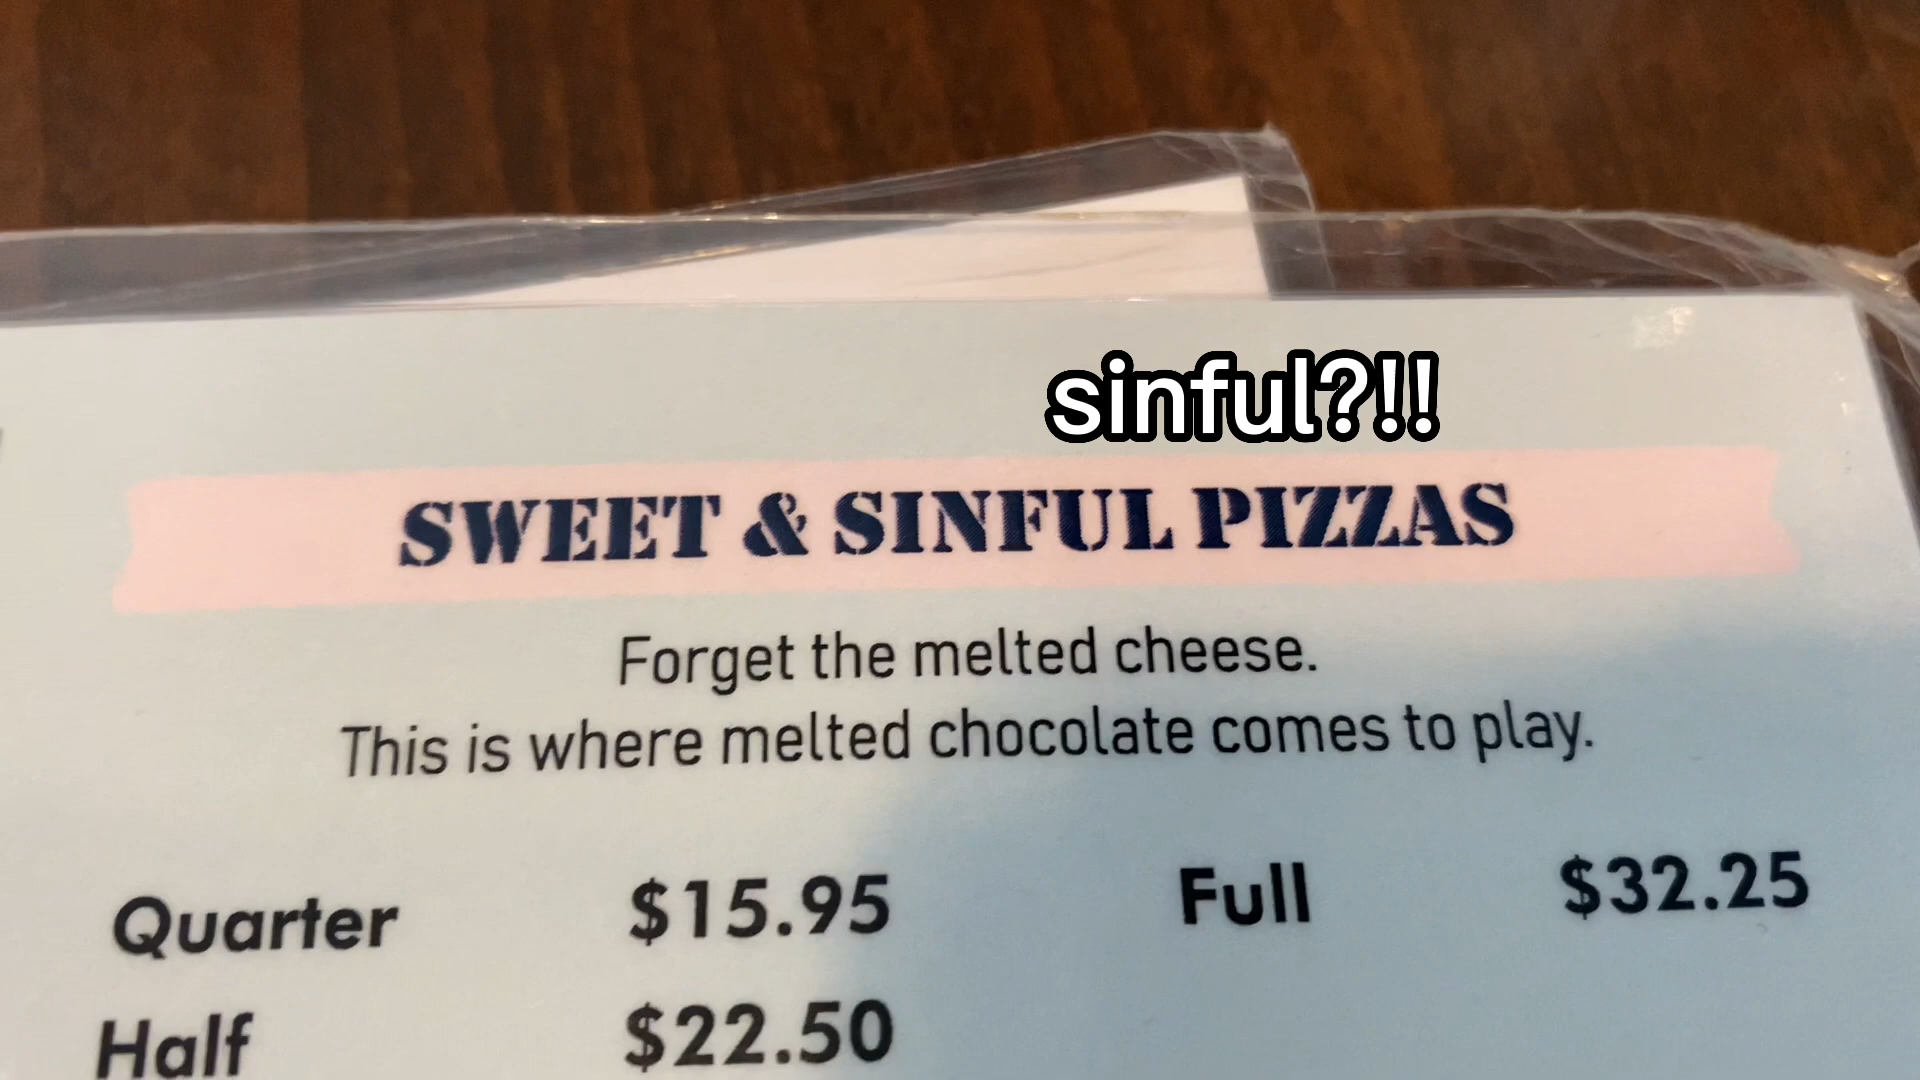 sinful?!!
SWEET & SINFUL PIZZAS
Forget the melted cheese.
This is where melted chocolate comes to play.
Quarter $15.95 Full $32.25
Half $22.50